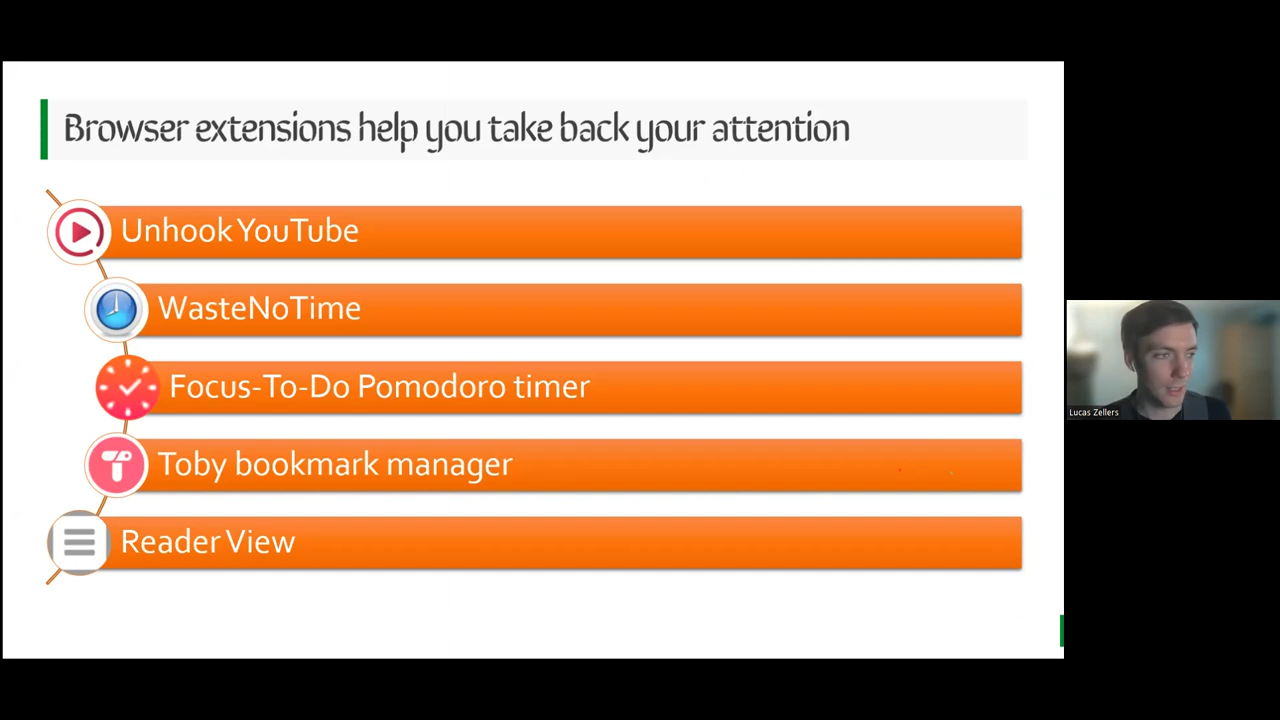 Browser extensions help you take back your attention
Unhook YouTube
WasteNoTime
Focus-To-Do Pomodoro timer
Toby bookmark manager
Reader View
Lucas Zellers